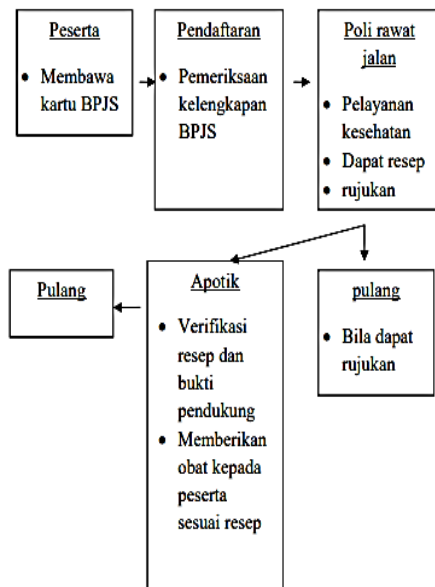 Peserta
• Membawa
kartu BPJS
Pendaftaran
• Pemeriksaan
kelengkapan
BPJS
Poli rawat
jalan
• Pelayanan
kesehatan
• Dapat resep
• rujukan
Pulang
Apotik
• Verifikasi
resep dan
bukti
pendukung
• Memberikan
obat kepada
peserta
sesuai resep
pulang
• Bila dapat
rujukan